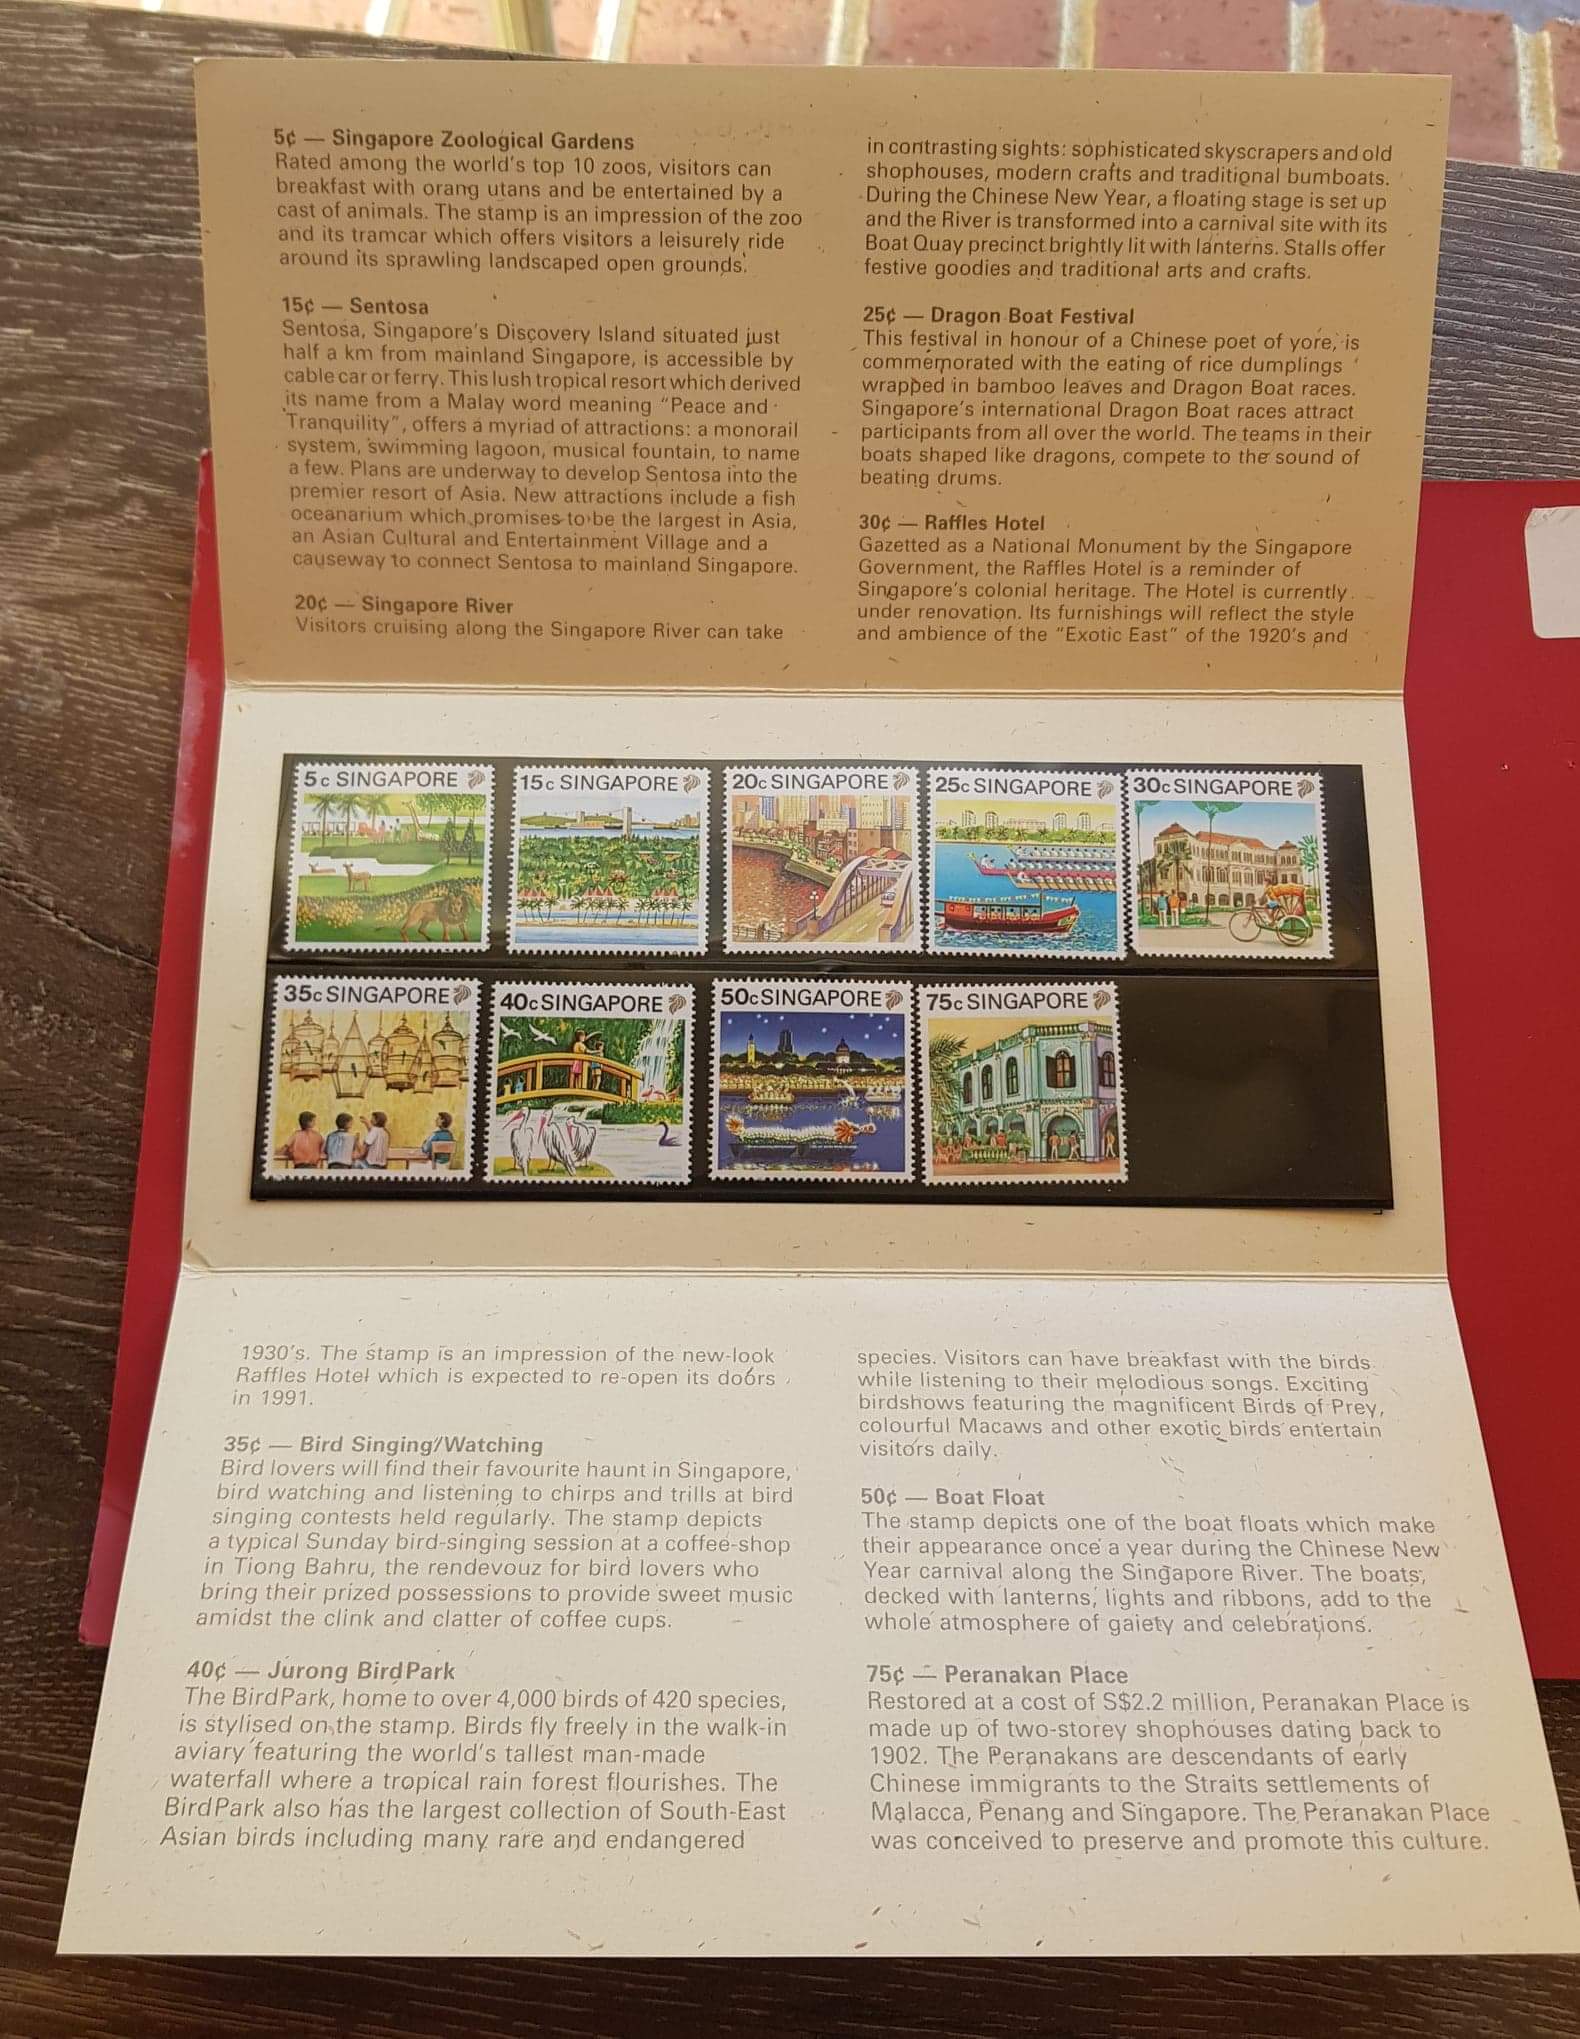 5¢ — Singapore Zoological Gardens
Rated among the world's top 10 zoos, visitors can
breakfast with orang utans and be entertained by a
cast of animals. The stamp is an impression of the zoo
and its tramcar which offers visitors a leisurely ride
around its sprawling landscaped open grounds.
15¢ — Sentosa
Sentosa, Singapore's Discovery Island situated just
half a km from mainland Singapore, is accessible by
cable car or ferry. This lush tropical resort which derived
its name from a Malay word meaning "Peace and
Tranquility", offers a myriad of attractions: a monorail
system, swimming lagoon, musical fountain, to name
a few. Plans are underway to develop Sentosa into the
premier resort of Asia. New attractions include a fish
oceanarium which promises to be the largest in Asia,
an Asian Cultural and Entertainment Village and a
causeway to connect Sentosa to mainland Singapore.
20¢ — Singapore River
Visitors cruising along the Singapore River can take
in contrasting sights: sophisticated skyscrapers and old
shophouses, modern crafts and traditional bumboats.
During the Chinese New Year, a floating stage is set up
and the River is transformed into a carnival site with its
Boat Quay precinct brightly lit with lanterns. Stalls offer
festive goodies and traditional arts and crafts.
25¢ — Dragon Boat Festival
This festival in honour of a Chinese poet of yore, is
commemorated with the eating of rice dumplings
wrapped in bamboo leaves and Dragon Boat races.
Singapore's international Dragon Boat races attract
participants from all over the world. The teams in their
boats shaped like dragons, compete to the sound of
beating drums.
30¢ — Raffles Hotel
Gazetted as a National Monument by the Singapore
Government, the Raffles Hotel is a reminder of
Singapore's colonial heritage. The Hotel is currently
under renovation. Its furnishings will reflect the style
and ambience of the "Exotic East" of the 1920's and
5c SINGAPORE
15c SINGAPORE
20c SINGAPORE
25c SINGAPORE
30c SINGAPORE
35c SINGAPORE
40c SINGAPORE
50c SINGAPORE
75c SINGAPORE
1930's. The stamp is an impression of the new-look
Raffles Hotel which is expected to re-open its doors
in 1991.
35¢ — Bird Singing/Watching
Bird lovers will find their favourite haunt in Singapore,
bird watching and listening to chirps and trills at bird
singing contests held regularly. The stamp depicts
a typical Sunday bird-singing session at a coffee-shop
in Tiong Bahru, the rendevouz for bird lovers who
bring their prized possessions to provide sweet music
amidst the clink and clatter of coffee cups.
40¢ — Jurong BirdPark
The BirdPark, home to over 4,000 birds of 420 species,
is stylised on the stamp. Birds fly freely in the walk-in
aviary featuring the world's tallest man-made
waterfall where a tropical rain forest flourishes. The
BirdPark also has the largest collection of South-East
Asian birds including many rare and endangered
species. Visitors can have breakfast with the birds
while listening to their melodious songs. Exciting
birdshows featuring the magnificent Birds of Prey,
colourful Macaws and other exotic birds entertain
visitors daily.
50¢ — Boat Float
The stamp depicts one of the boat floats which make
their appearance once a year during the Chinese New
Year carnival along the Singapore River. The boats,
decked with lanterns, lights and ribbons, add to the
whole atmosphere of gaiety and celebrations.
75¢ — Peranakan Place
Restored at a cost of S$2.2 million, Peranakan Place is
made up of two-storey shophouses dating back to
1902. The Peranakans are descendants of early
Chinese immigrants to the Straits settlements of
Malacca, Penang and Singapore. The Peranakan Place
was conceived to preserve and promote this culture.